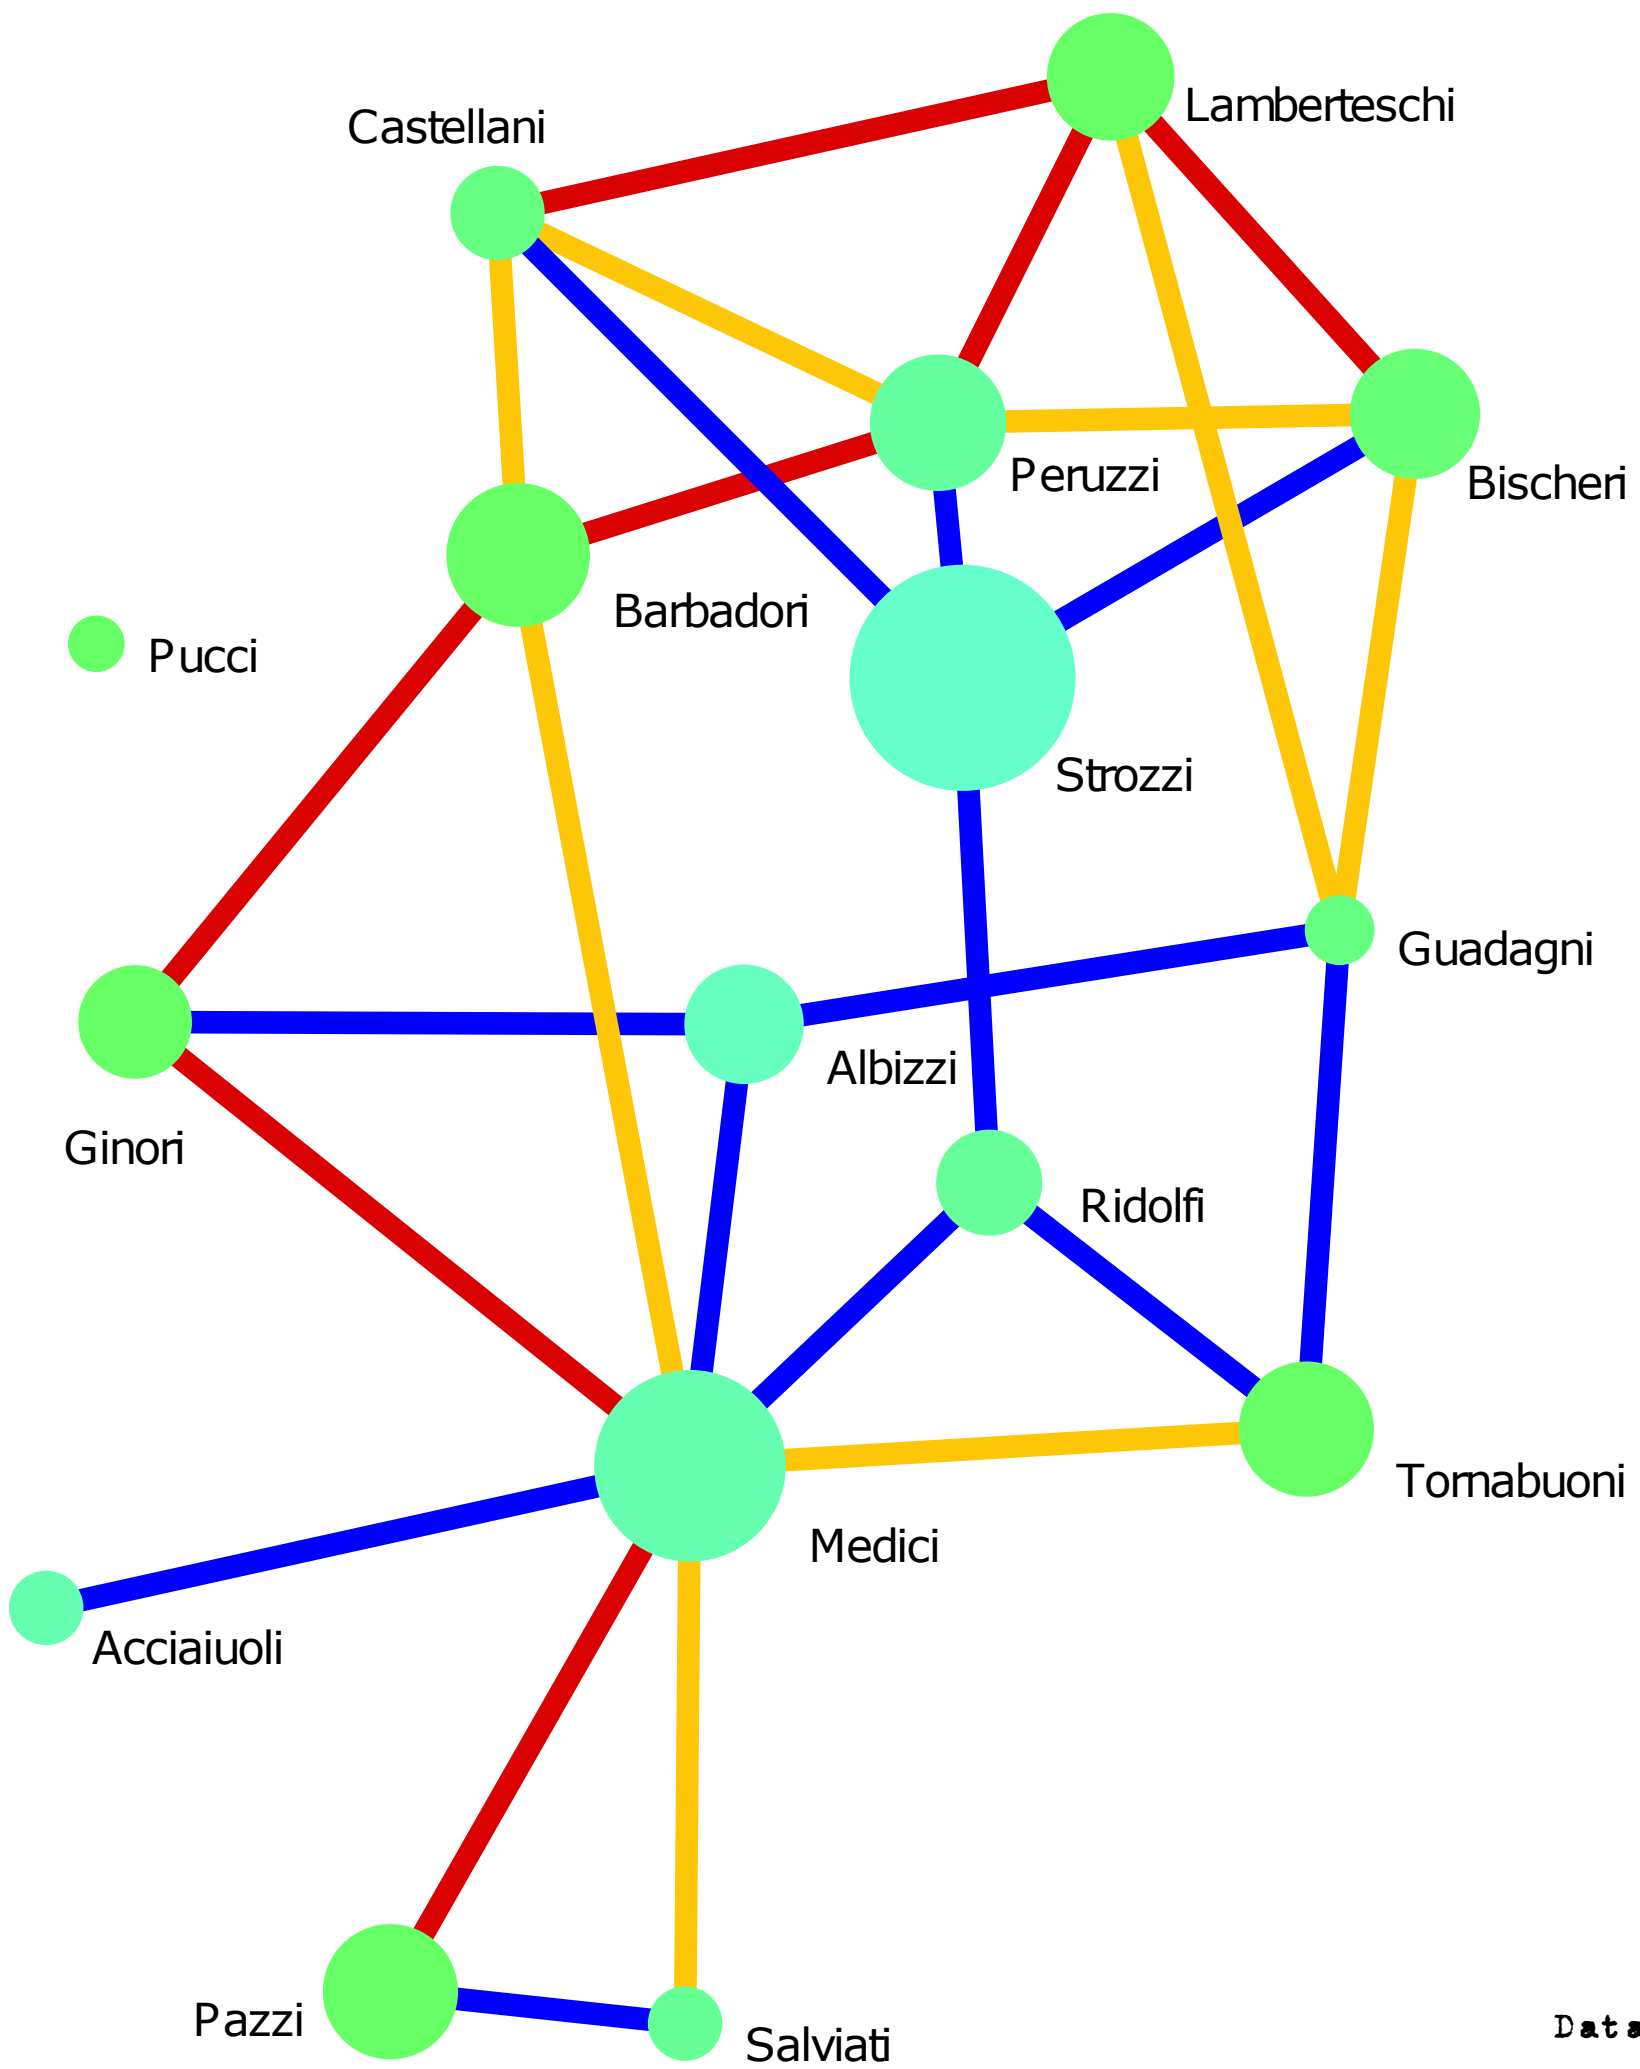 Lamberteschi
Castellani
Peruzzi
Bischeri
Barbadori
Pucci
Strozzi
Guadagni
Albizzi
Ginori
Ridolfi
Tornabuoni
Medici
Acciaiuoli
Pazzi
Salviati
Data